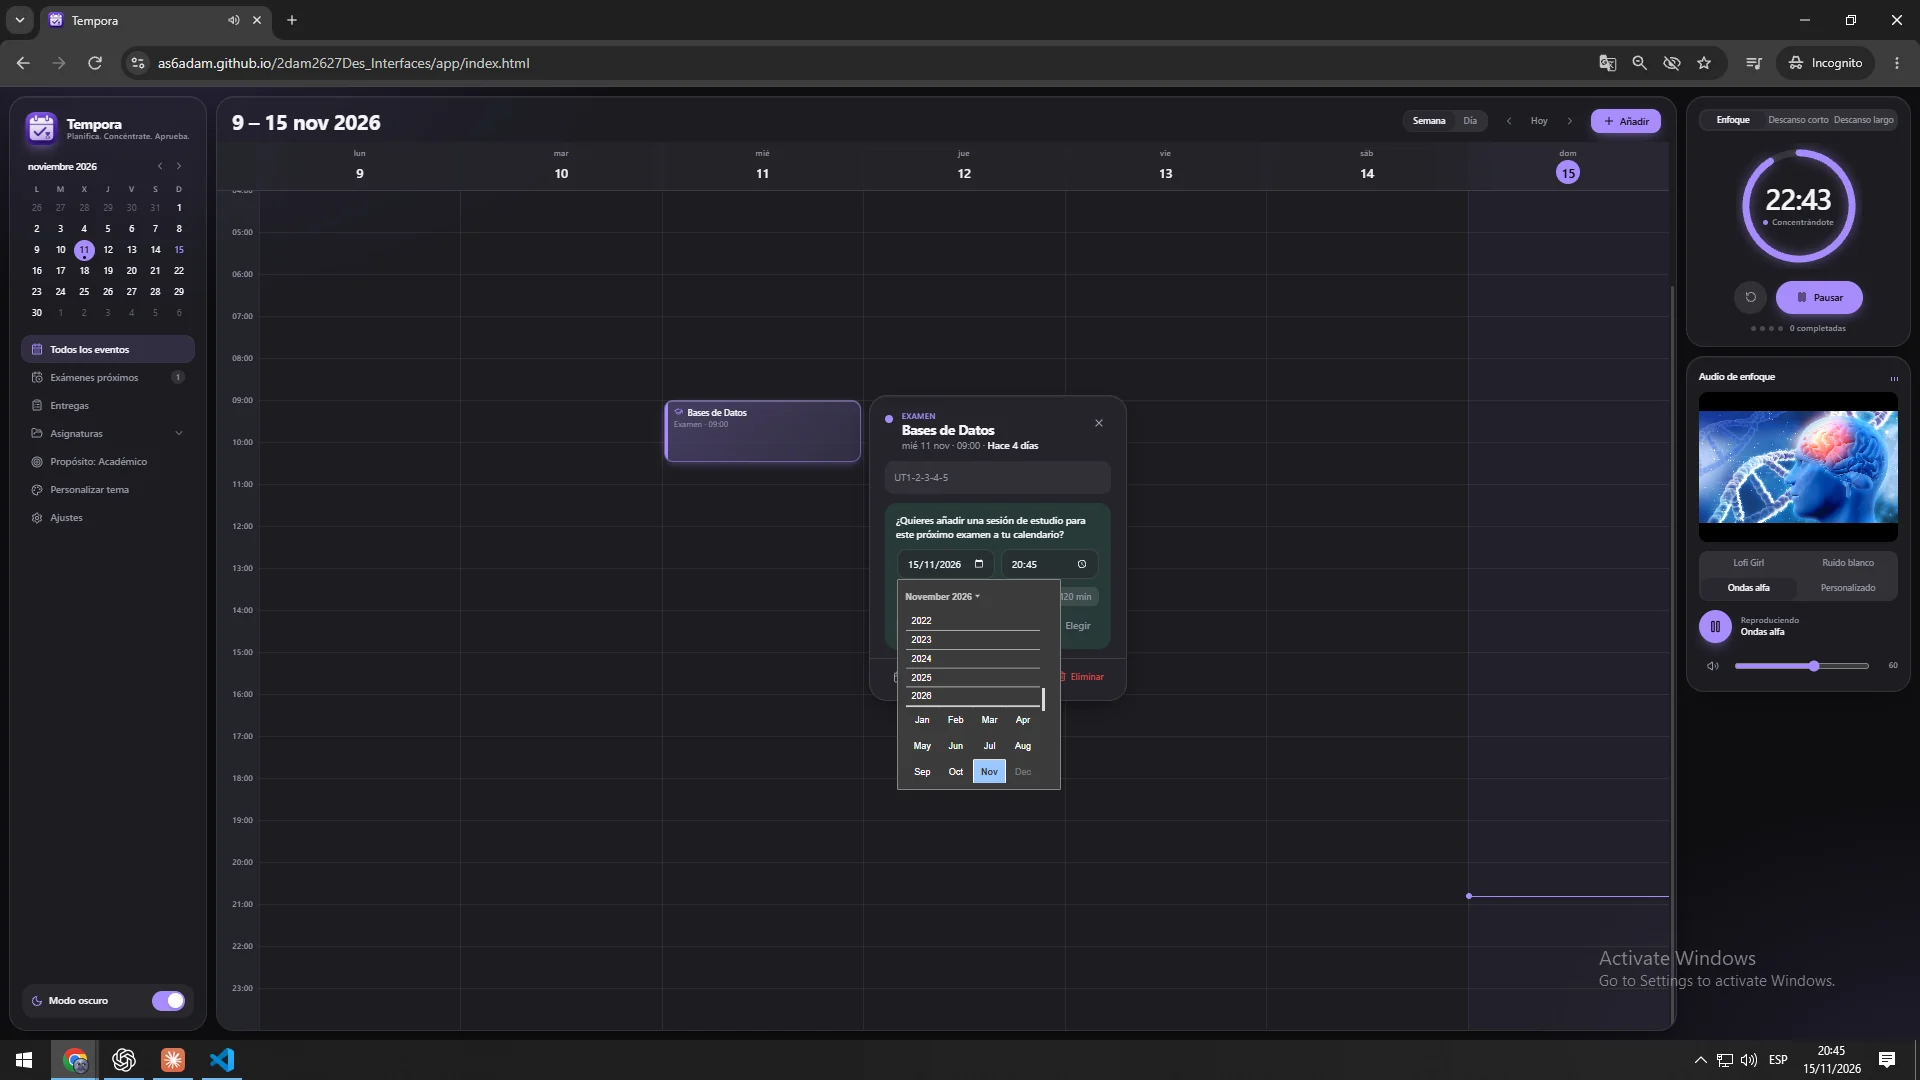 Tempora
as6adam.github.io/2dam2627Des_Interfaces/app/index.html
Incognito
Tempora
Planifica. Concéntrate. Aprueba.
noviembre 2026
L M X J V S D
26 27 28 29 30 31 1
2 3 4 5 6 7 8
9 10 11 12 13 14 15
16 17 18 19 20 21 22
23 24 25 26 27 28 29
30 1 2 3 4 5 6
Todos los eventos
Exámenes próximos 1
Entregas
Asignaturas
Propósito: Académico
Personalizar tema
Ajustes
Modo oscuro
9 – 15 nov 2026
Semana Día
Hoy
+ Añadir
lun mar mié jue vie sáb dom
9 10 11 12 13 14 15
04:00
05:00
06:00
07:00
08:00
09:00
10:00
11:00
12:00
13:00
14:00
15:00
16:00
17:00
18:00
19:00
20:00
21:00
22:00
23:00
Bases de Datos
Examen · 09:00
EXAMEN
Bases de Datos
mié 11 nov · 09:00 · Hace 4 días
UT1-2-3-4-5
¿Quieres añadir una sesión de estudio para
este próximo examen a tu calendario?
15/11/2026 20:45
120 min
Elegir
Eliminar
November 2026
2022
2023
2024
2025
2026
Jan Feb Mar Apr
May Jun Jul Aug
Sep Oct Nov Dec
Enfoque Descanso corto Descanso largo
22:43
Concentrándote
Pausar
0 completadas
Audio de enfoque
Lofi Girl Ruido blanco
Ondas alfa Personalizado
Reproduciendo
Ondas alfa
60
Activate Windows
Go to Settings to activate Windows.
ESP
20:45
15/11/2026